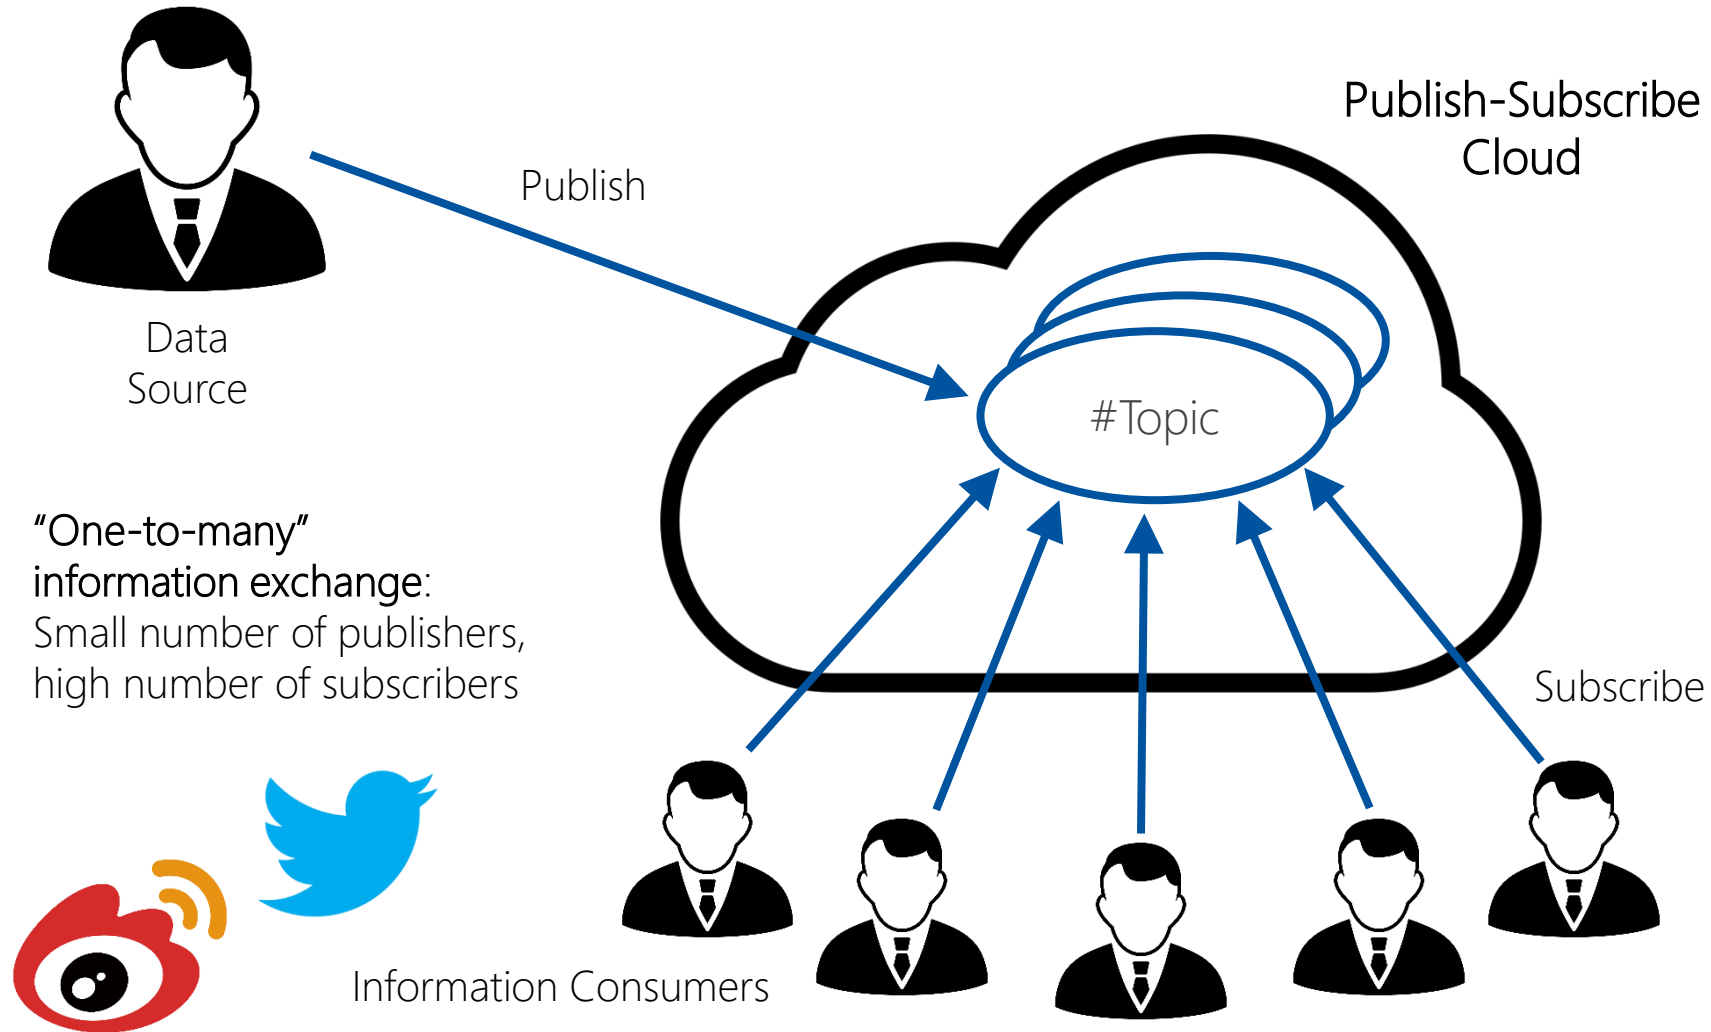 Publish-Subscribe
Cloud
Publish
Data
Source
#Topic
“One-to-many”
information exchange:
Small number of publishers,
high number of subscribers
Subscribe
Information Consumers